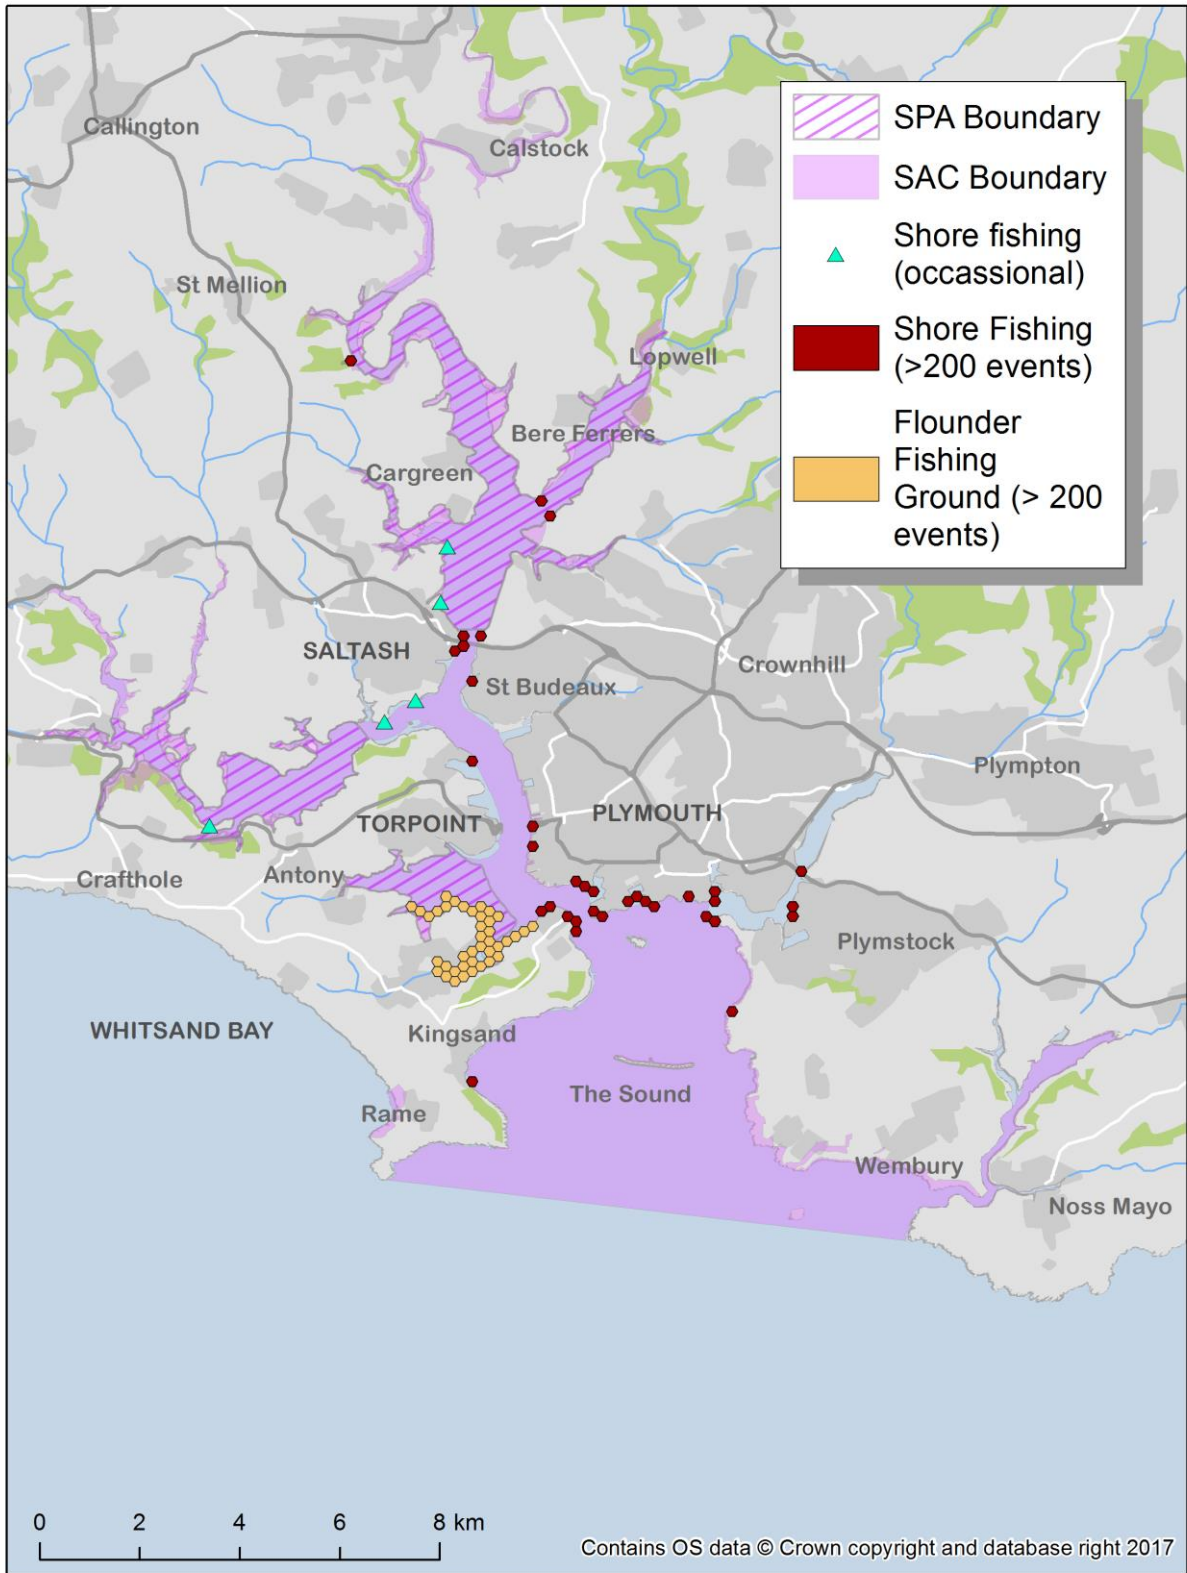 Callington
Calstock
St Mellion
Lopwell
Bere Ferrers
Cargreen
SALTASH
Crownhill
St Budeaux
Plympton
PLYMOUTH
TORPOINT
Antony
Crafthole
Plymstock
WHITSAND BAY
Kingsand
The Sound
Rame
Wembury
Noss Mayo
SPA Boundary
SAC Boundary
Shore fishing
(occassional)
Shore Fishing
(>200 events)
Flounder
Fishing
Ground (> 200
events)
0 2 4 6 8 km
Contains OS data © Crown copyright and database right 2017